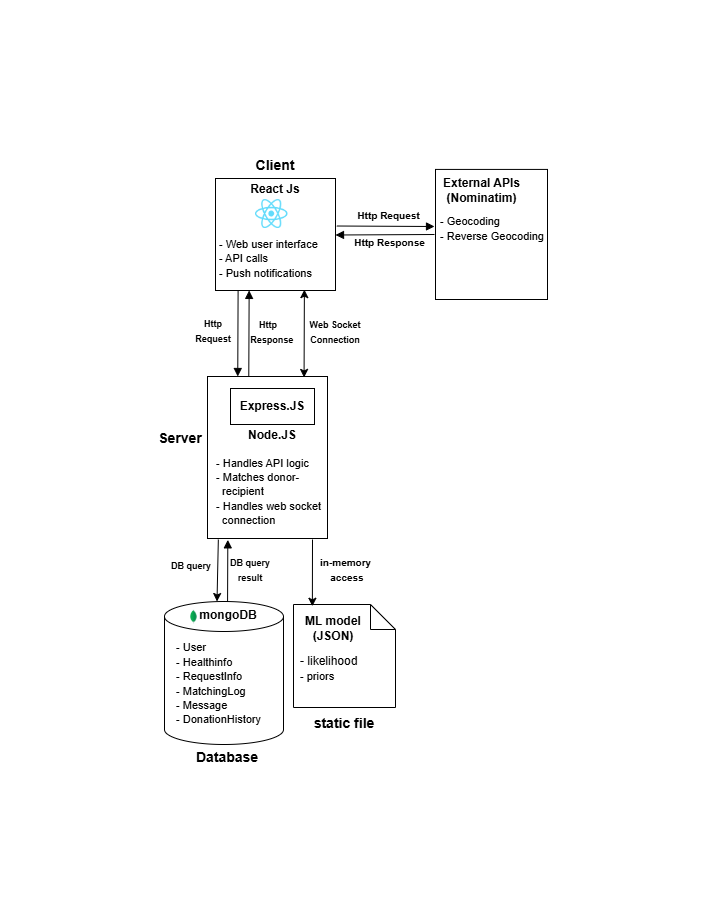 Client
React Js
- Web user interface
- API calls
- Push notifications
Http Request
Http Response
External APIs
(Nominatim)
- Geocoding
- Reverse Geocoding
Http
Request
Http
Response
Web Socket
Connection
Server
Express.JS
Node.JS
- Handles API logic
- Matches donor-
recipient
- Handles web socket
connection
DB query
DB query
result
in-memory
access
mongoDB
- User
- Healthinfo
- RequestInfo
- MatchingLog
- Message
- DonationHistory
Database
ML model
(JSON)
- likelihood
- priors
static file